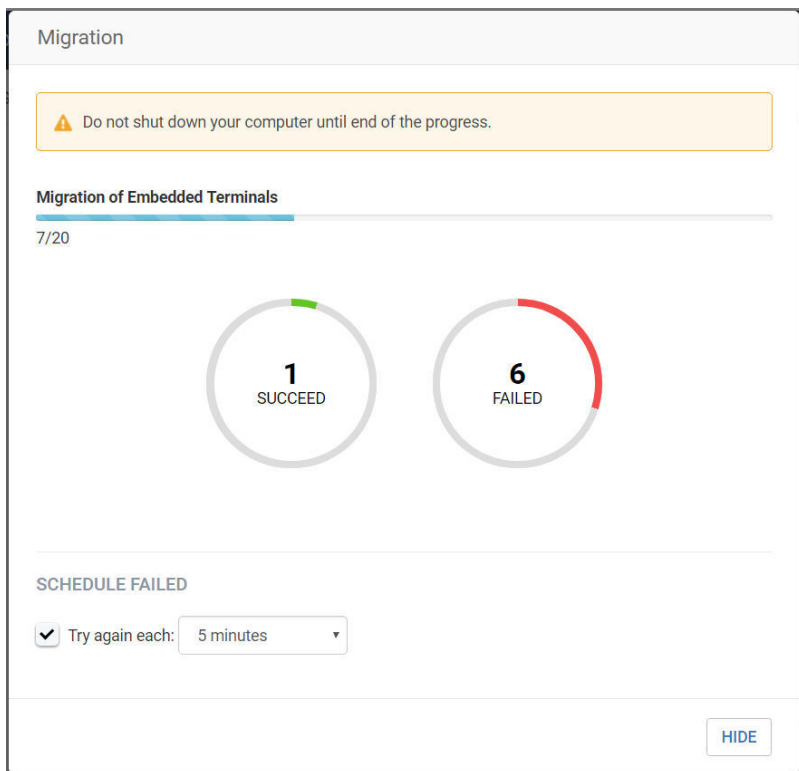 Migration
Do not shut down your computer until end of the progress.
Migration of Embedded Terminals
7/20
1
SUCCEED
6
FAILED
SCHEDULE FAILED
Try again each: 5 minutes
HIDE